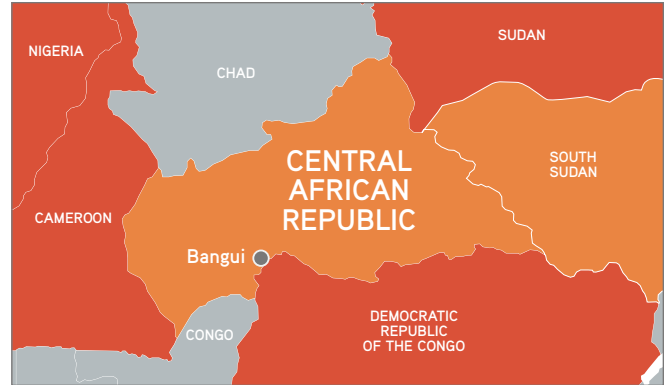 SUDAN
NIGERIA
CHAD
CENTRAL
AFRICAN
REPUBLIC
SOUTH
SUDAN
CAMEROON
Bangui
DEMOCRATIC
REPUBLIC
OF THE CONGO
CONGO